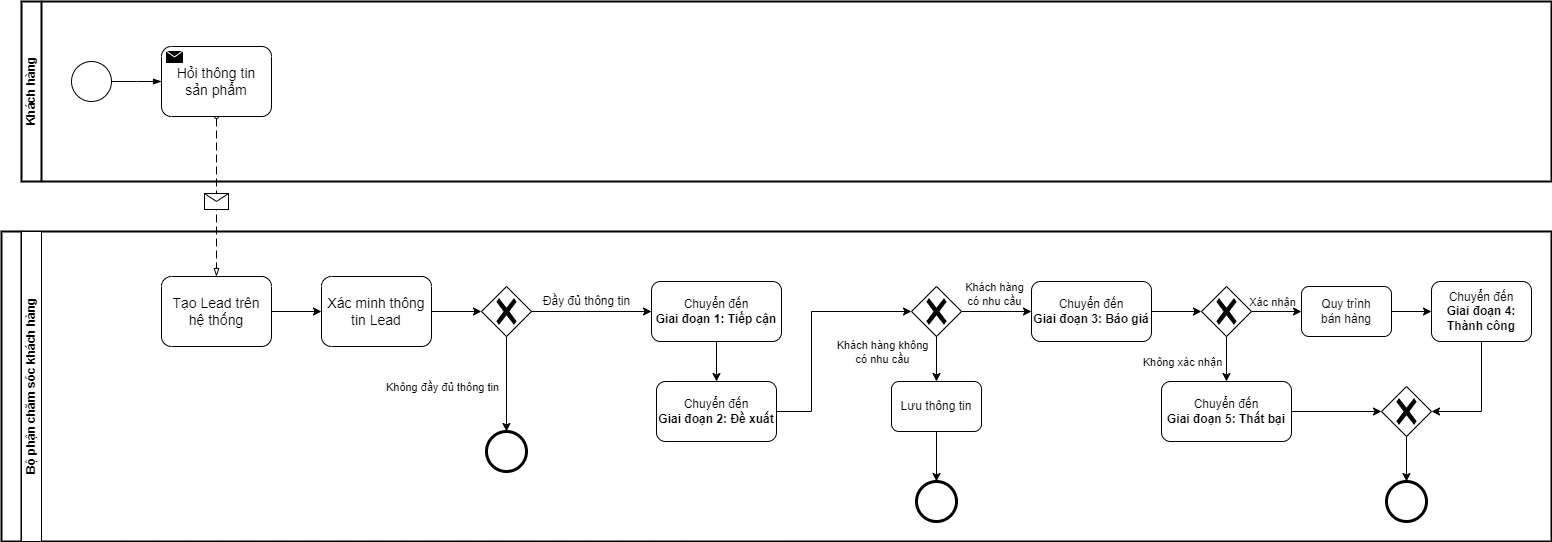 Khách hàng
Hỏi thông tin
sản phẩm
Bộ phận chăm sóc khách hàng
Tạo Lead trên
hệ thống
Xác minh thông
tin Lead
Đầy đủ thông tin
Không đầy đủ thông tin
Chuyển đến
Giai đoạn 1: Tiếp cận
Chuyển đến
Giai đoạn 2: Đề xuất
Khách hàng
có nhu cầu
Khách hàng không
có nhu cầu
Lưu thông tin
Chuyển đến
Giai đoạn 3: Báo giá
Xác nhận
Không xác nhận
Quy trình
bán hàng
Chuyển đến
Giai đoạn 4:
Thành công
Chuyển đến
Giai đoạn 5: Thất bại